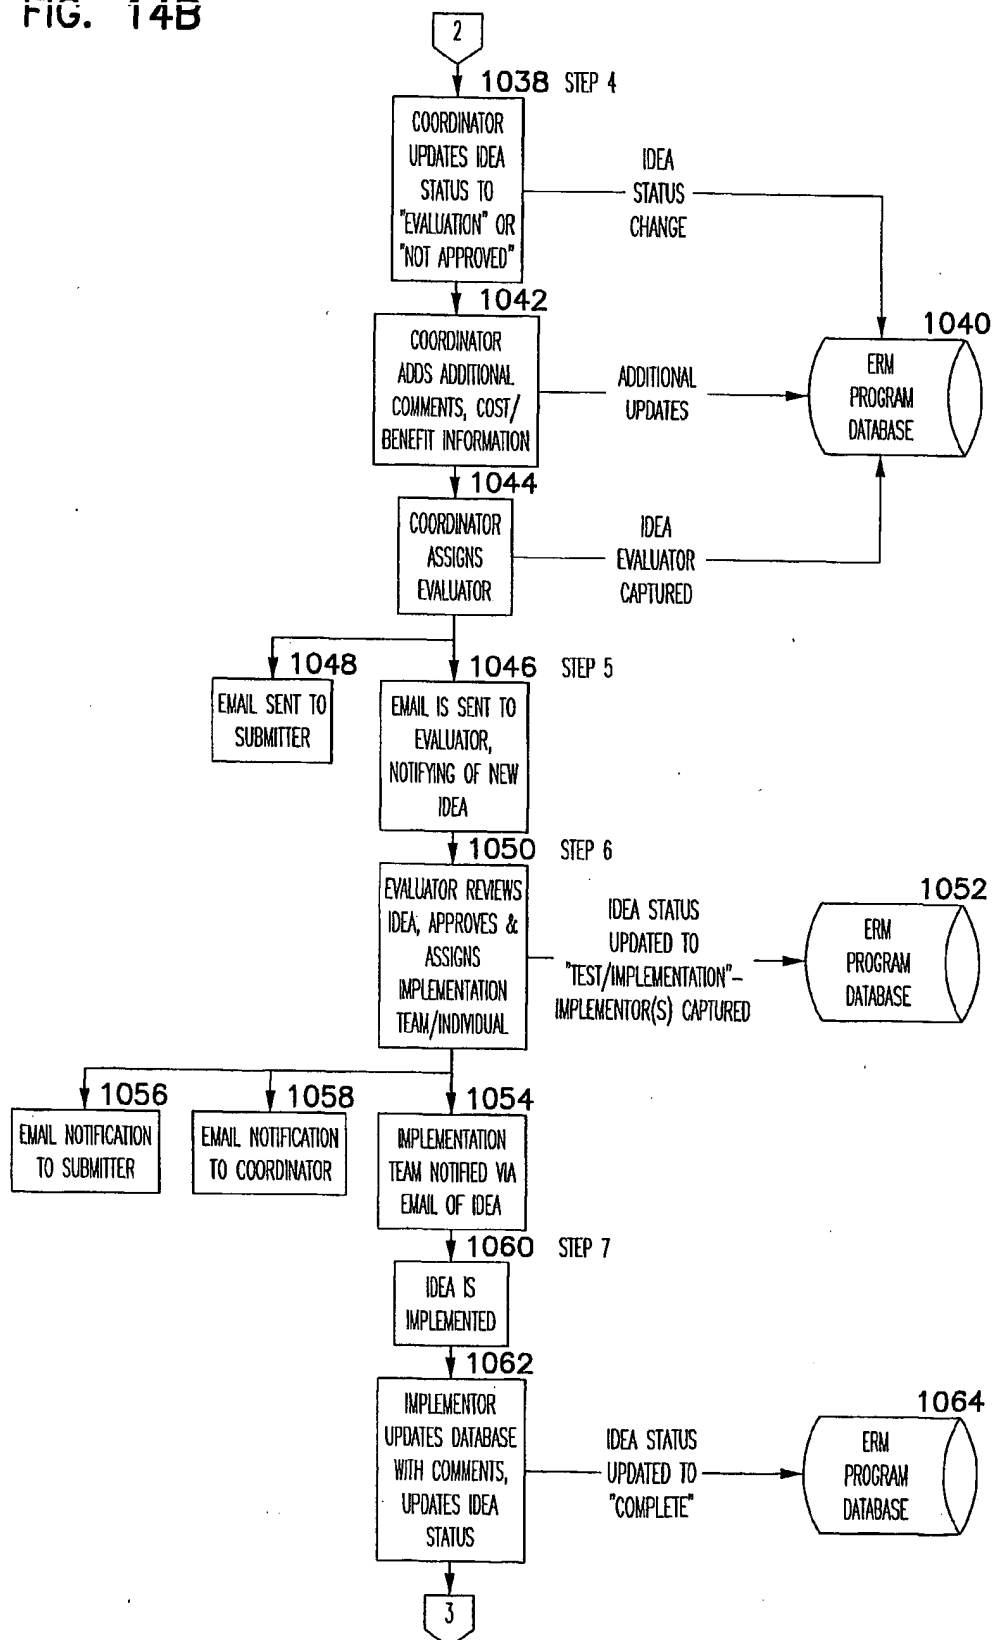 FIG. 14B
2
1038 STEP 4
COORDINATOR
UPDATES IDEA
STATUS TO
"EVALUATION" OR
"NOT APPROVED"
IDEA
STATUS
CHANGE
1042
COORDINATOR
ADDS ADDITIONAL
COMMENTS, COST/
BENEFIT INFORMATION
ADDITIONAL
UPDATES
1040
ERM
PROGRAM
DATABASE
1044
COORDINATOR
ASSIGNS
EVALUATOR
IDEA
EVALUATOR
CAPTURED
1048
EMAIL SENT TO
SUBMITTER
1046 STEP 5
EMAIL IS SENT TO
EVALUATOR,
NOTIFYING OF NEW
IDEA
1050 STEP 6
EVALUATOR REVIEWS
IDEA, APPROVES &
ASSIGNS
IMPLEMENTATION
TEAM/INDIVIDUAL
IDEA STATUS
UPDATED TO
"TEST/IMPLEMENTATION"-
IMPLEMENTOR(S) CAPTURED
1052
ERM
PROGRAM
DATABASE
1056
EMAIL NOTIFICATION
TO SUBMITTER
1058
EMAIL NOTIFICATION
TO COORDINATOR
1054
IMPLEMENTATION
TEAM NOTIFIED VIA
EMAIL OF IDEA
1060 STEP 7
IDEA IS
IMPLEMENTED
1062
IMPLEMENTOR
UPDATES DATABASE
WITH COMMENTS,
UPDATES IDEA
STATUS
IDEA STATUS
UPDATED TO
"COMPLETE"
1064
ERM
PROGRAM
DATABASE
3